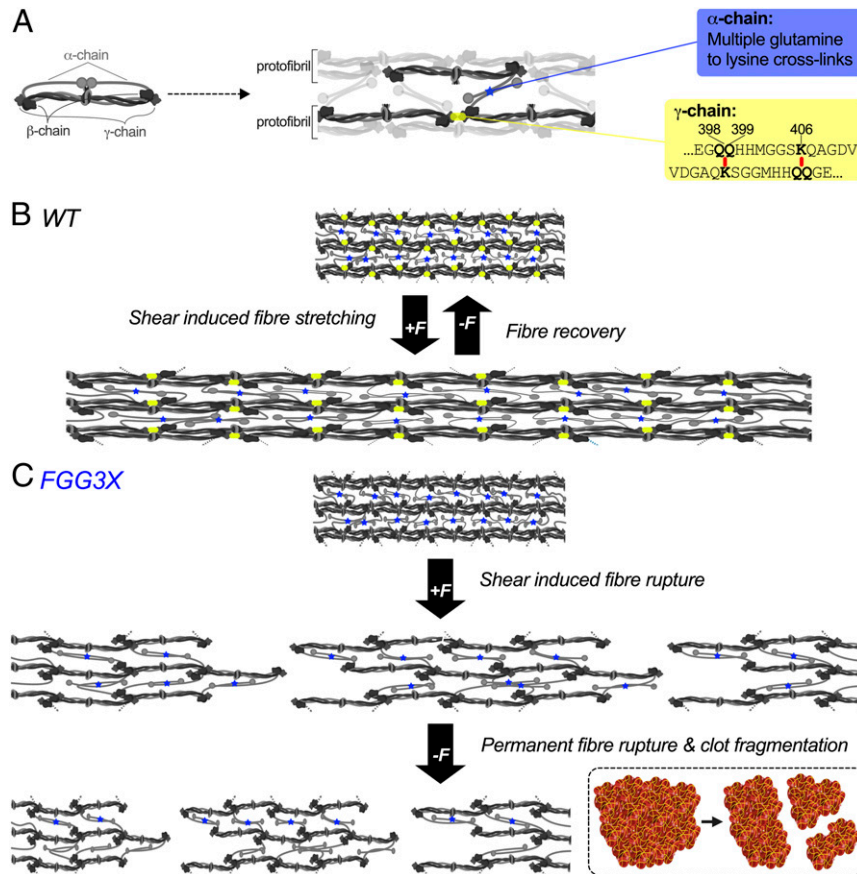 A
α-chain
β-chain
γ-chain
protofibril
protofibril
α-chain:
Multiple glutamine
to lysine cross-links
γ-chain:
398 399 406
...EGQQHHMGGSKQAGDV
VDGAQKSGGMHHQQGE...
B WT
Shear induced fibre stretching
+F
-F
Fibre recovery
C FGG3X
+F
Shear induced fibre rupture
-F
Permanent fibre rupture & clot fragmentation